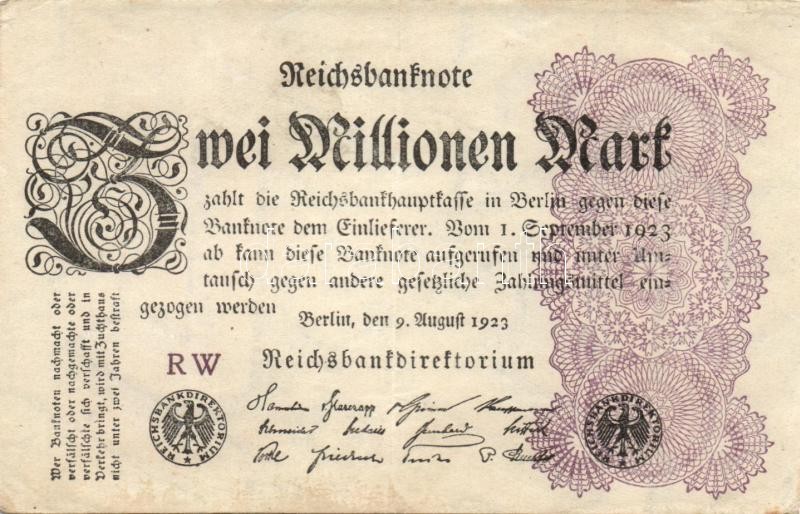 Reichsbanknote
Zwei Millionen Mark
zahlt die Reichsbankhauptkasse in Berlin gegen diese
Banknote dem Einlieferer. Vom 1. September 1923
ab kann diese Banknote aufgerufen und unter Um=
tausch gegen andere gesetzliche Zahlungsmittel ein=
gezogen werden
Berlin, den 9. August 1923
RW
Reichsbankdirektorium
Wer Banknoten nachmacht oder
verfälscht oder nachgemachte oder
verfälschte sich verschafft und in
Verkehr bringt, wird mit Zuchthaus
nicht unter zwei Jahren bestraft
REICHSBANKDIREKTORIUM
REICHSBANKDIREKTORIUM